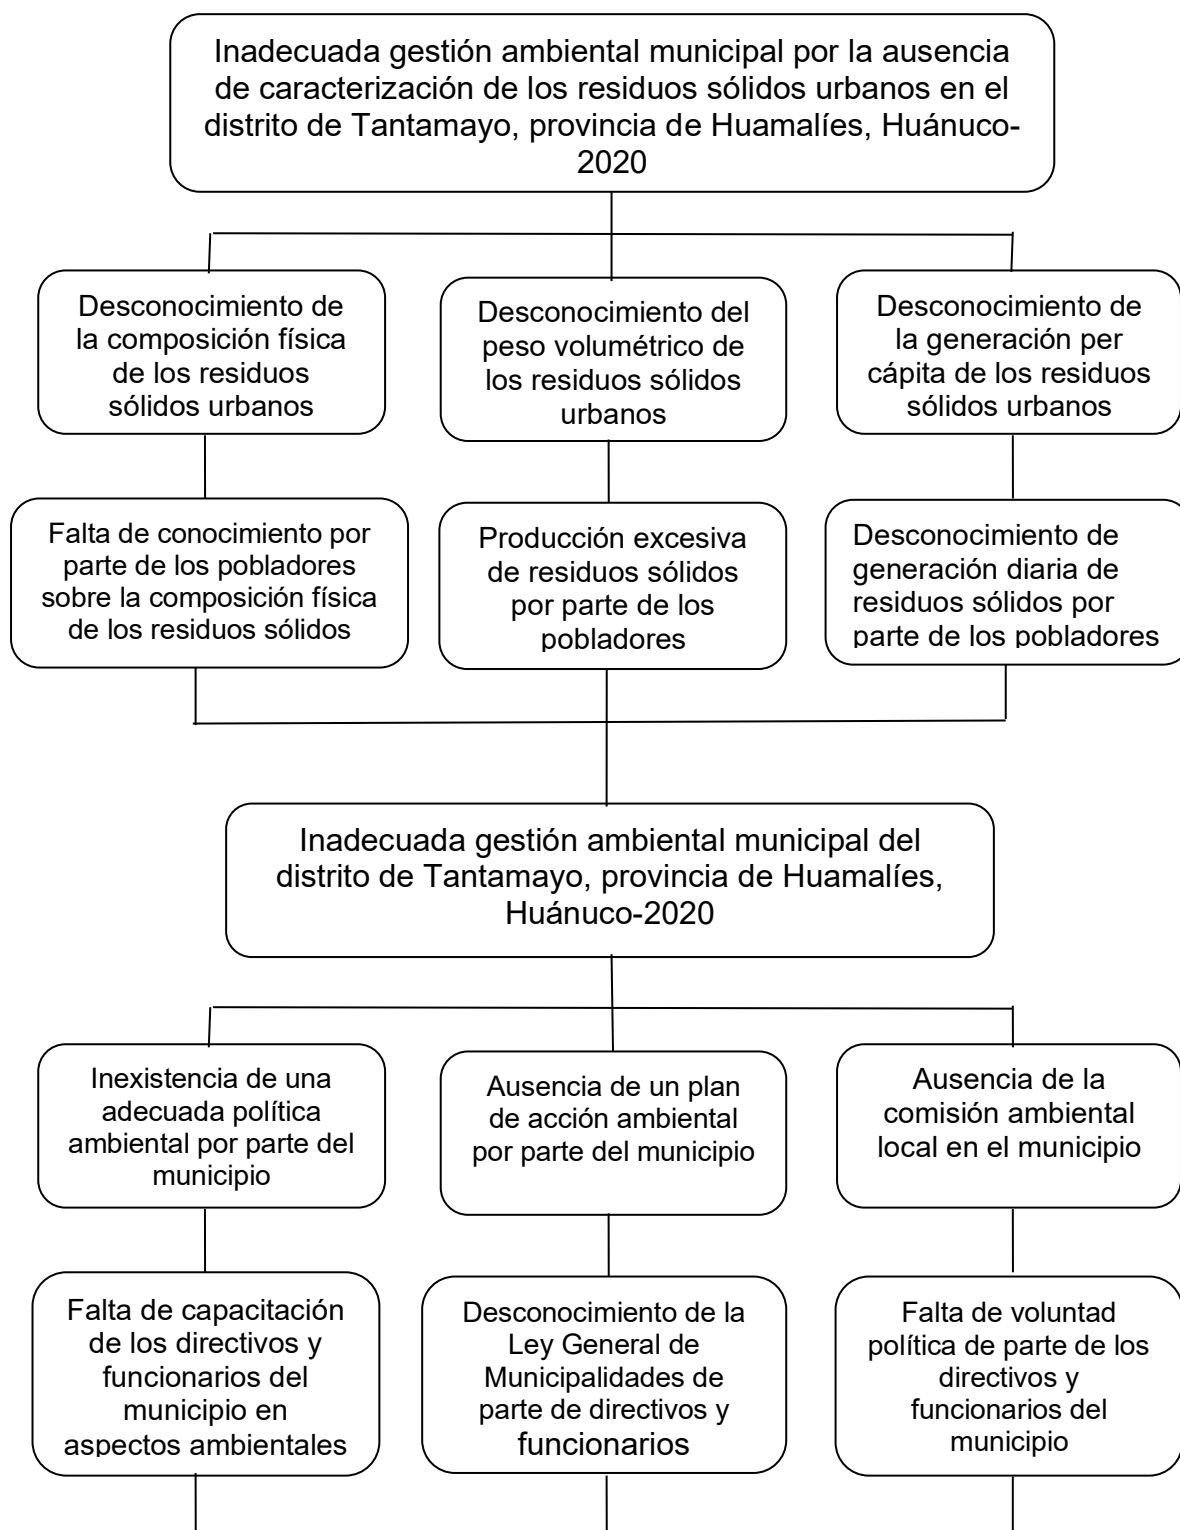 Inadecuada gestión ambiental municipal por la ausencia
de caracterización de los residuos sólidos urbanos en el
distrito de Tantamayo, provincia de Huamalíes, Huánuco-
2020
Desconocimiento de
la composición física
de los residuos
sólidos urbanos
Desconocimiento del
peso volumétrico de
los residuos sólidos
urbanos
Desconocimiento de
la generación per
cápita de los residuos
sólidos urbanos
Falta de conocimiento por
parte de los pobladores
sobre la composición física
de los residuos sólidos
Producción excesiva
de residuos sólidos
por parte de los
pobladores
Desconocimiento de
generación diaria de
residuos sólidos por
parte de los pobladores
Inadecuada gestión ambiental municipal del
distrito de Tantamayo, provincia de Huamalíes,
Huánuco-2020
Inexistencia de una
adecuada política
ambiental por parte del
municipio
Ausencia de un plan
de acción ambiental
por parte del municipio
Ausencia de la
comisión ambiental
local en el municipio
Falta de capacitación
de los directivos y
funcionarios del
municipio en
aspectos ambientales
Desconocimiento de la
Ley General de
Municipalidades de
parte de directivos y
funcionarios
Falta de voluntad
política de parte de los
directivos y
funcionarios del
municipio